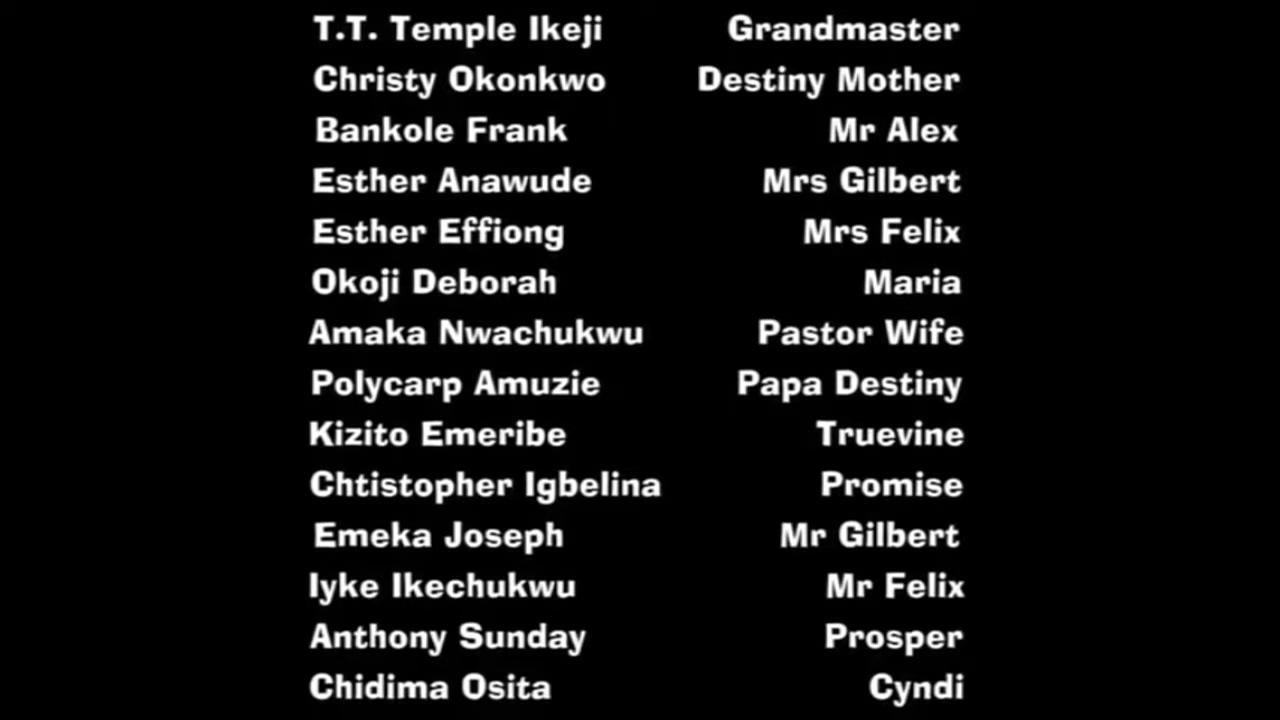 T.T. Temple Ikeji Grandmaster
Christy Okonkwo Destiny Mother
Bankole Frank Mr Alex
Esther Anawude Mrs Gilbert
Esther Effiong Mrs Felix
Okoji Deborah Maria
Amaka Nwachukwu Pastor Wife
Polycarp Amuzie Papa Destiny
Kizito Emeribe Truevine
Chtistopher Igbelina Promise
Emeka Joseph Mr Gilbert
Iyke Ikechukwu Mr Felix
Anthony Sunday Prosper
Chidima Osita Cyndi